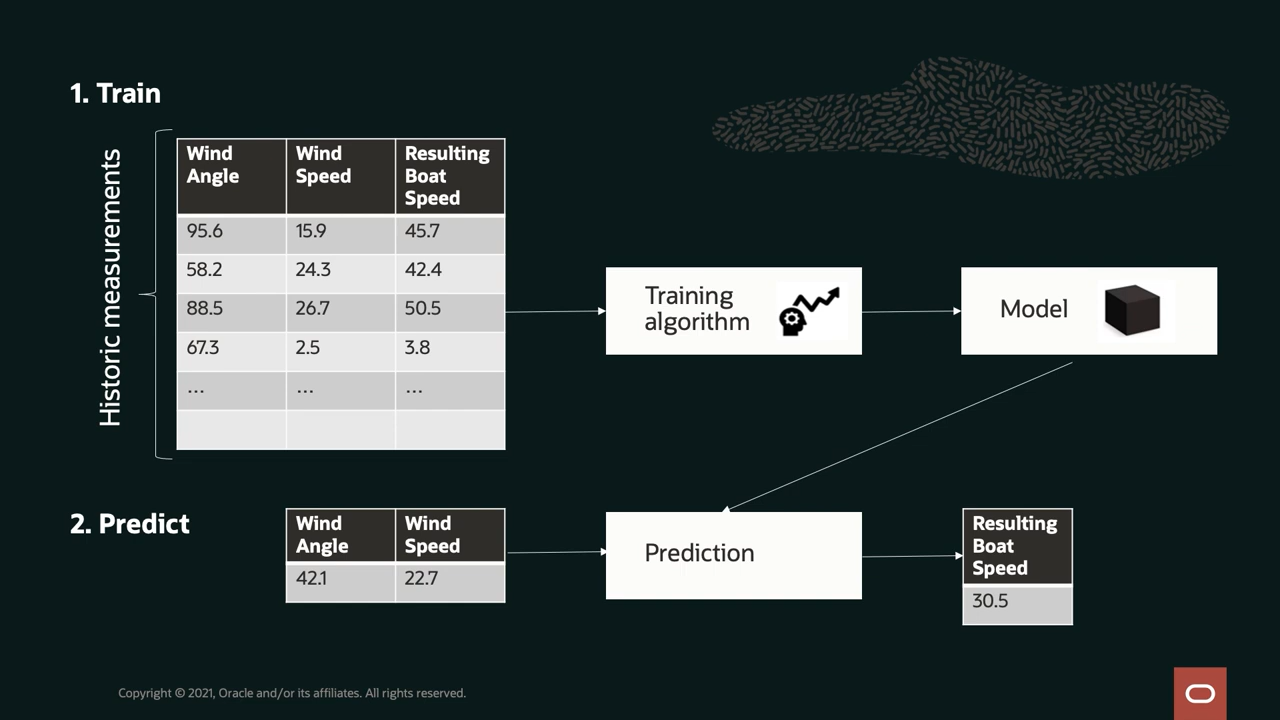 1. Train
Historic measurements
Wind Angle | Wind Speed | Resulting Boat Speed
95.6 | 15.9 | 45.7
58.2 | 24.3 | 42.4
88.5 | 26.7 | 50.5
67.3 | 2.5 | 3.8
... | ... | ...
Training
algorithm
Model
2. Predict
Wind Angle | Wind Speed
42.1 | 22.7
Prediction
Resulting
Boat
Speed
30.5
Copyright © 2021, Oracle and/or its affiliates. All rights reserved.